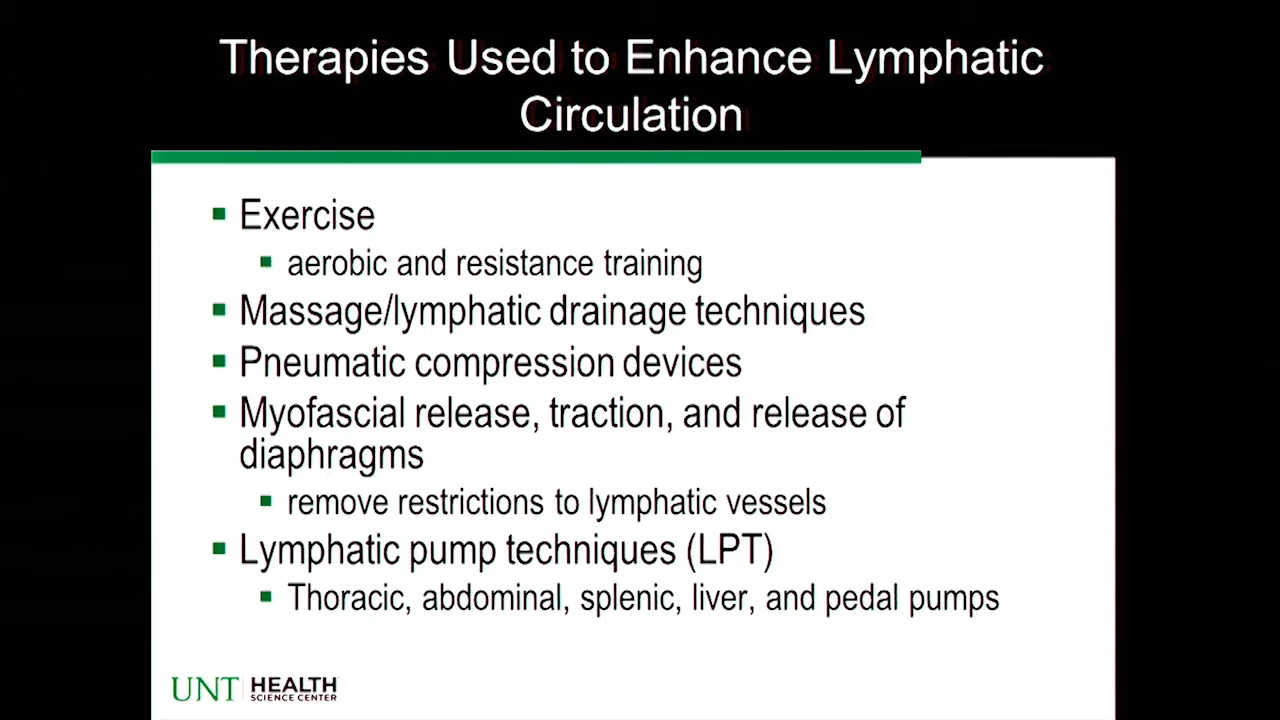 Therapies Used to Enhance Lymphatic
Circulation
Exercise
aerobic and resistance training
Massage/lymphatic drainage techniques
Pneumatic compression devices
Myofascial release, traction, and release of
diaphragms
remove restrictions to lymphatic vessels
Lymphatic pump techniques (LPT)
Thoracic, abdominal, splenic, liver, and pedal pumps
UNT HEALTH
SCIENCE CENTER